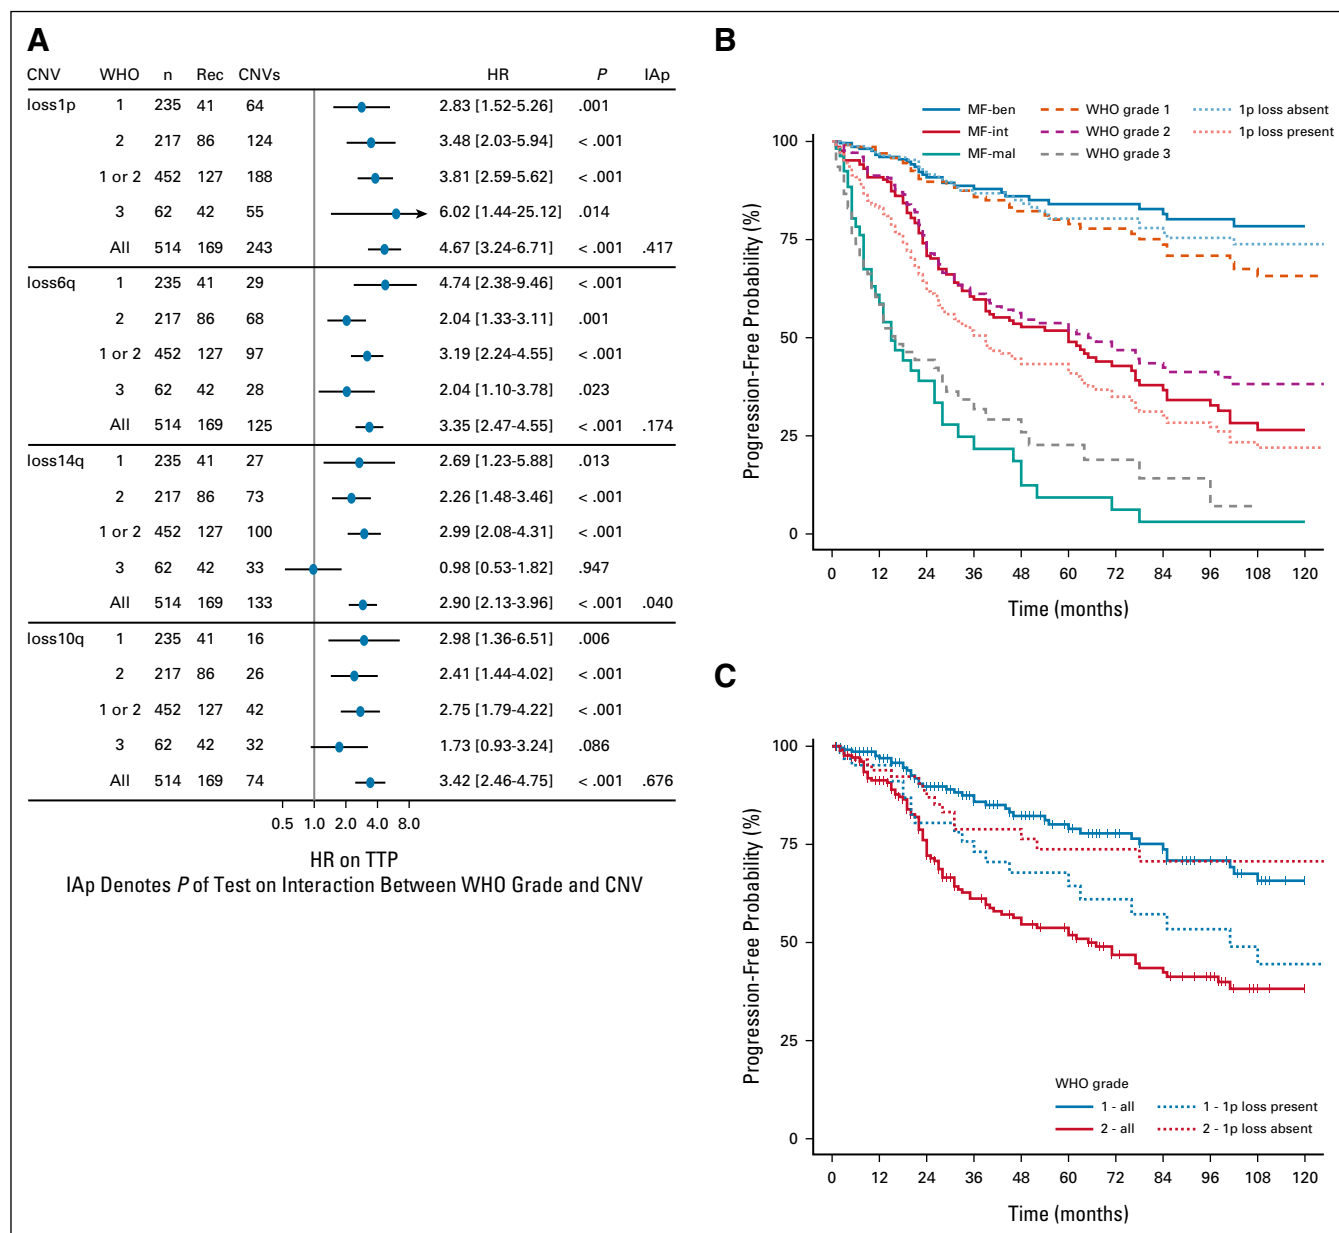 A
CNV WHO n Rec CNVs HR P IAp
loss1p 1 235 41 64 2.83 [1.52-5.26] .001
2 217 86 124 3.48 [2.03-5.94] < .001
1 or 2 452 127 188 3.81 [2.59-5.62] < .001
3 62 42 55 6.02 [1.44-25.12] .014
All 514 169 243 4.67 [3.24-6.71] < .001 .417
loss6q 1 235 41 29 4.74 [2.38-9.46] < .001
2 217 86 68 2.04 [1.33-3.11] .001
1 or 2 452 127 97 3.19 [2.24-4.55] < .001
3 62 42 28 2.04 [1.10-3.78] .023
All 514 169 125 3.35 [2.47-4.55] < .001 .174
loss14q 1 235 41 27 2.69 [1.23-5.88] .013
2 217 86 73 2.26 [1.48-3.46] < .001
1 or 2 452 127 100 2.99 [2.08-4.31] < .001
3 62 42 33 0.98 [0.53-1.82] .947
All 514 169 133 2.90 [2.13-3.96] < .001 .040
loss10q 1 235 41 16 2.98 [1.36-6.51] .006
2 217 86 26 2.41 [1.44-4.02] < .001
1 or 2 452 127 42 2.75 [1.79-4.22] < .001
3 62 42 32 1.73 [0.93-3.24] .086
All 514 169 74 3.42 [2.46-4.75] < .001 .676
0.5 1.0 2.0 4.0 8.0
HR on TTP
IAp Denotes P of Test on Interaction Between WHO Grade and CNV
B
MF-ben WHO grade 1 1p loss absent
MF-int WHO grade 2 1p loss present
MF-mal WHO grade 3
100
75
50
25
0
Progression-Free Probability (%)
0 12 24 36 48 60 72 84 96 108 120
Time (months)
C
100
75
50
25
0
Progression-Free Probability (%)
WHO grade
1 - all 1 - 1p loss present
2 - all 2 - 1p loss absent
0 12 24 36 48 60 72 84 96 108 120
Time (months)